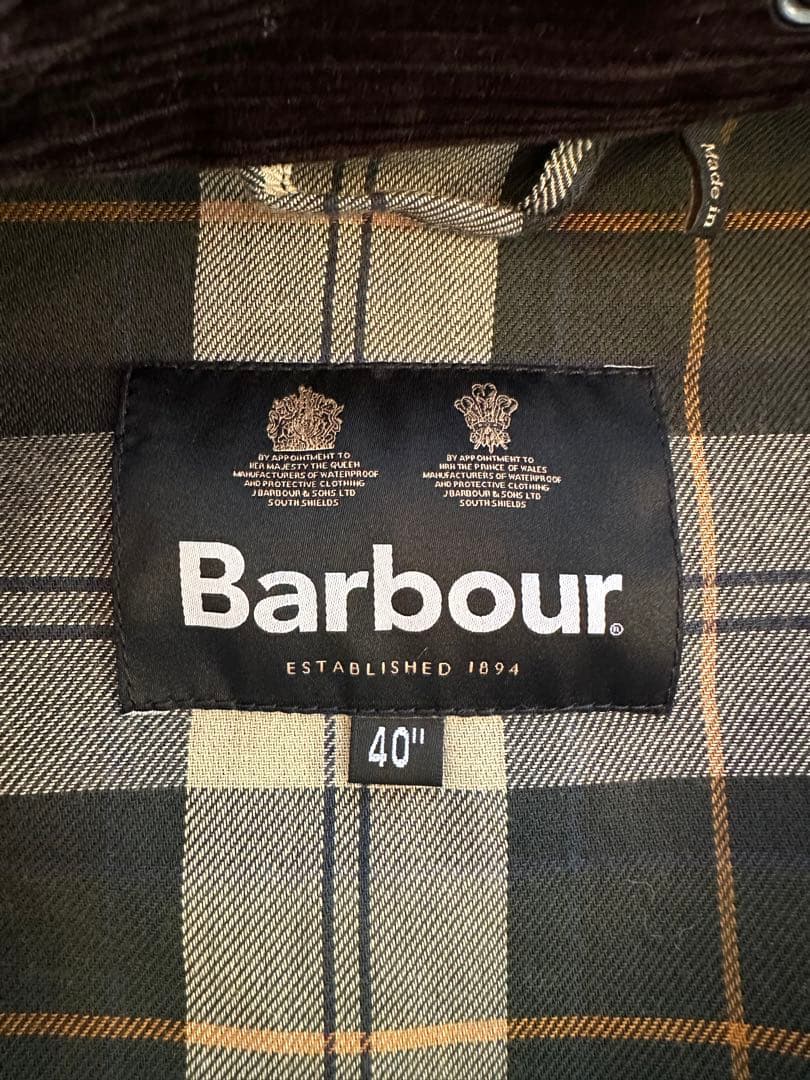 Made in
BY APPOINTMENT TO
HER MAJESTY THE QUEEN
MANUFACTURERS OF WATERPROOF
AND PROTECTIVE CLOTHING
J BARBOUR & SONS LTD
SOUTH SHIELDS
BY APPOINTMENT TO
HRH THE PRINCE OF WALES
MANUFACTURERS OF WATERPROOF
AND PROTECTIVE CLOTHING
J BARBOUR & SONS LTD
SOUTH SHIELDS
Barbour®
ESTABLISHED 1894
40"